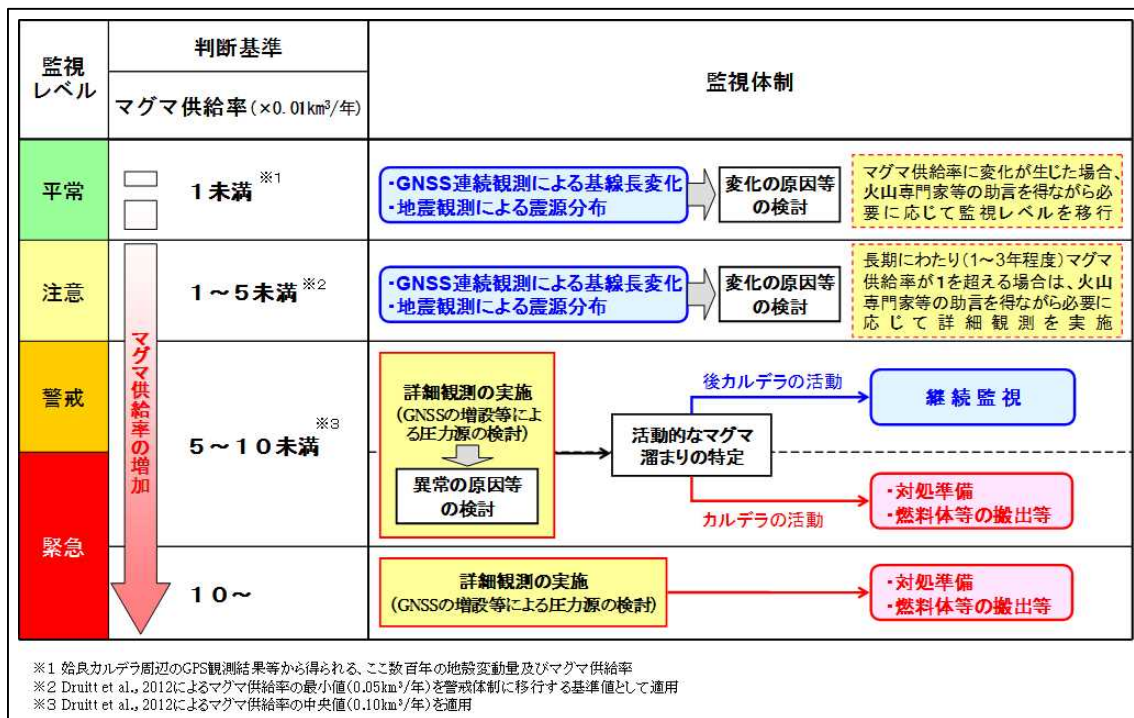 監視
レベル
判断基準
マグマ供給率(×0.01km³/年)
監視体制
平常
1未満 ※1
・GNSS連続観測による基線長変化
・地震観測による震源分布
変化の原因等
の検討
マグマ供給率に変化が生じた場合、
火山専門家等の助言を得ながら必
要に応じて監視レベルを移行
注意
1~5未満 ※2
・GNSS連続観測による基線長変化
・地震観測による震源分布
変化の原因等
の検討
長期にわたり(1~3年程度)マグマ
供給率が1を超える場合は、火山
専門家等の助言を得ながら必要に
応じて詳細観測を実施
マグマ供給率の増加
警戒
5~10未満 ※3
詳細観測の実施
(GNSSの増設等によ
る圧力源の検討)
異常の原因等
の検討
活動的なマグマ
溜まりの特定
後カルデラの活動
継続監視
カルデラの活動
・対処準備
・燃料体等の搬出等
緊急
10~
詳細観測の実施
(GNSSの増設等による圧力源の検討)
・対処準備
・燃料体等の搬出等
※1 姶良カルデラ周辺のGPS観測結果等から得られる、ここ数百年の地殻変動量及びマグマ供給率
※2 Druitt et al., 2012によるマグマ供給率の最小値(0.05km³/年)を警戒体制に移行する基準値として適用
※3 Druitt et al., 2012によるマグマ供給率の中央値(0.10km³/年)を適用